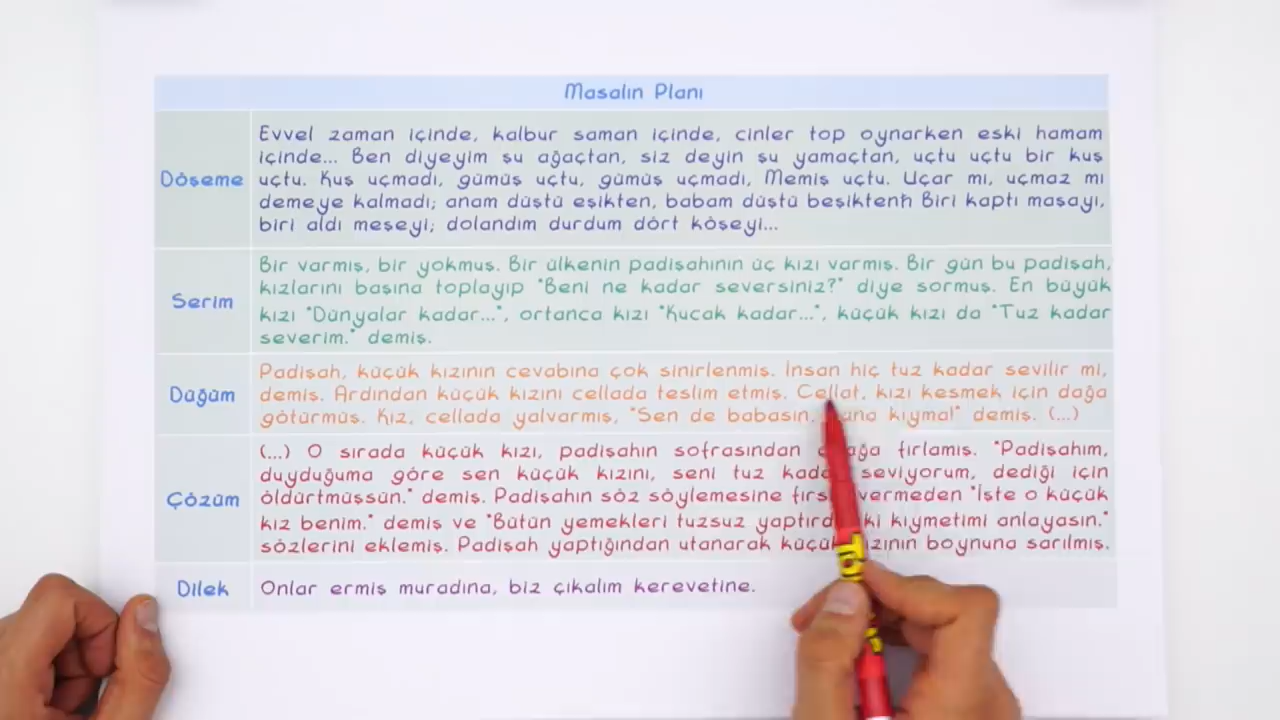 Masalın Planı
Döşeme
Evvel zaman içinde, kalbur saman içinde, cinler top oynarken eski hamam
içinde... Ben diyeyim şu ağaçtan, siz deyin şu yamaçtan, uçtu uçtu bir kuş
uçtu. Kuş uçmadı, gümüş uçtu, gümüş uçmadı, Memiş uçtu. Uçar mı, uçmaz mı
demeye kalmadı; anam düştü eşikten, babam düştü beşikten Biri kaptı maşayı,
biri aldı meşeyi; dolandım durdum dört köşeyi...
Serim
Bir varmış, bir yokmuş. Bir ülkenin padişahının üç kızı varmış. Bir gün bu padişah,
kızlarını başına toplayıp "Beni ne kadar seversiniz?" diye sormuş. En büyük
kızı "Dünyalar kadar...", ortanca kızı "Kucak kadar...", küçük kızı da "Tuz kadar
severim." demiş.
Düğüm
Padişah, küçük kızının cevabına çok sinirlenmiş. İnsan hiç tuz kadar sevilir mi,
demiş. Ardından küçük kızını cellada teslim etmiş. Cellat, kızı kesmek için dağa
götürmüş. Kız, cellada yalvarmış, "Sen de babasın, kıyma!" demiş. (...)
Çözüm
(...) O sırada küçük kızı, padişahın sofrasından fırlamış. "Padişahım,
duyduğuma göre sen küçük kızını, seni tuz kadar seviyorum, dediği için
öldürtmüşsün." demiş. Padişahın söz söylemesine vermeden "İşte o küçük
kız benim." demiş ve "Bütün yemekleri tuzsuz ki kıymetimi anlayasın."
sözlerini eklemiş. Padişah yaptığından utanarak küçük kızının boynuna sarılmış.
Dilek
Onlar ermiş muradına, biz çıkalım kerevetine.